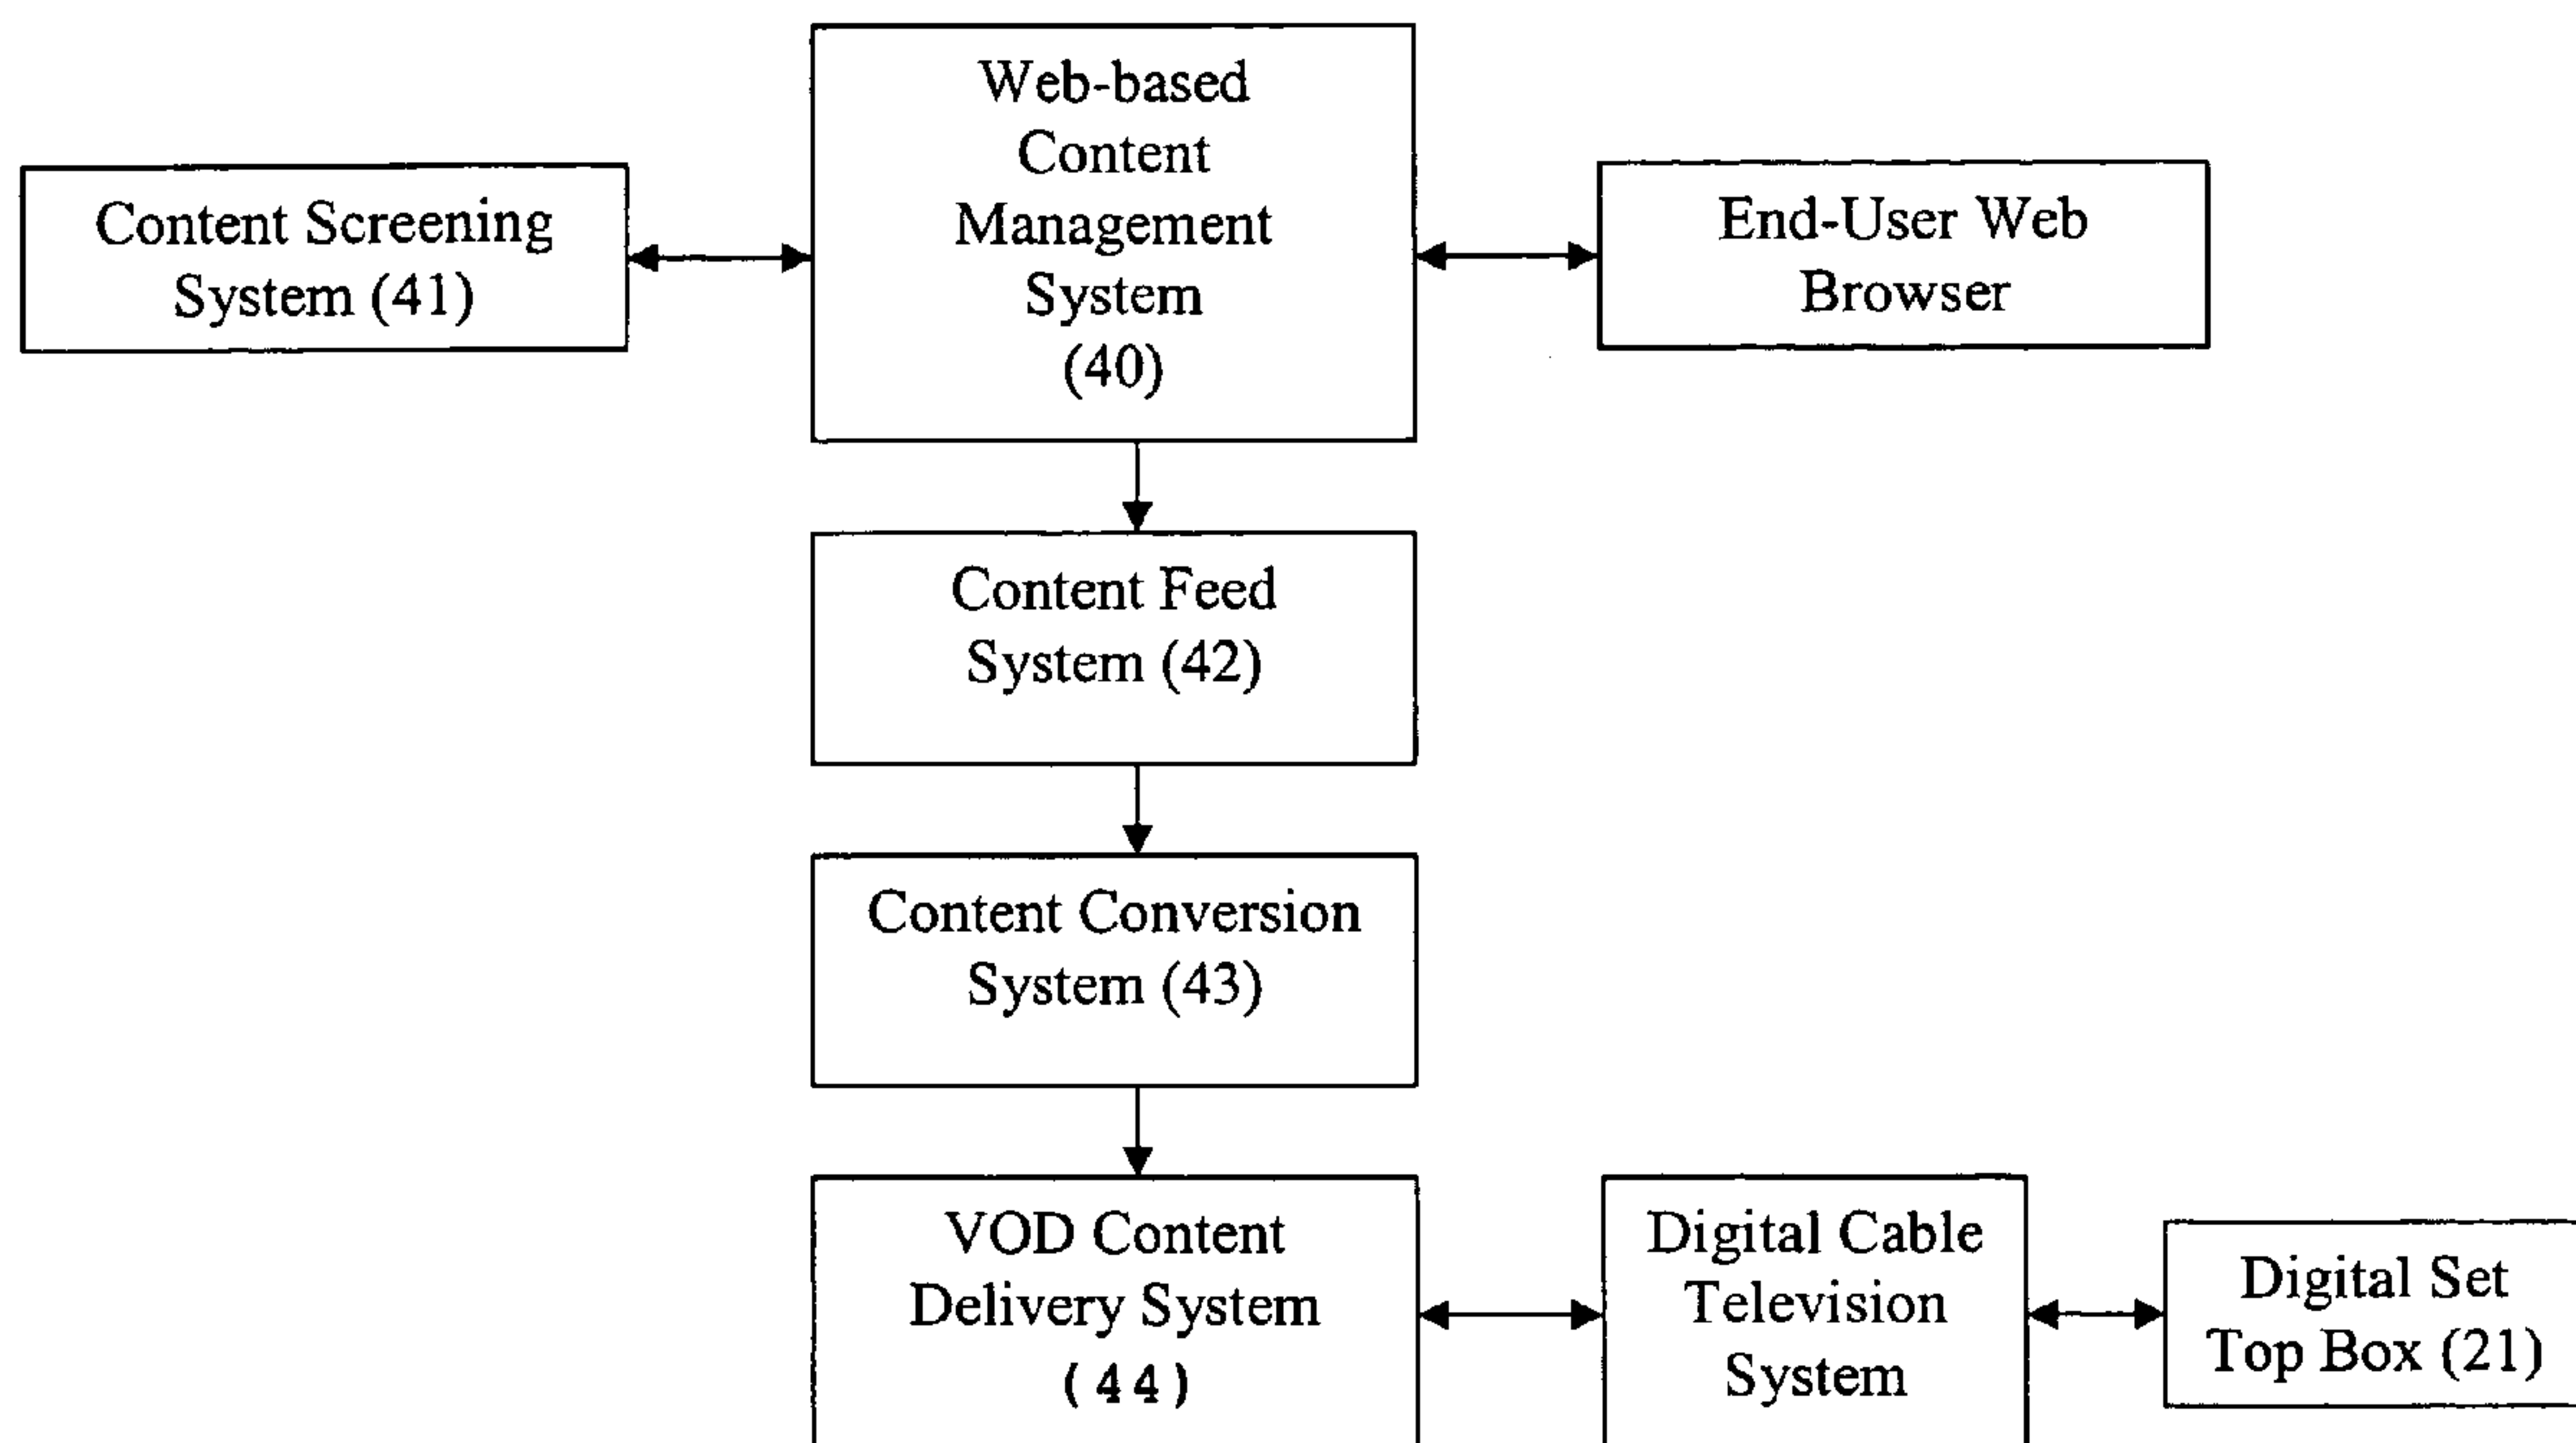 Web-based
Content
Management
System
(40)
Content Screening
System (41)
End-User Web
Browser
Content Feed
System (42)
Content Conversion
System (43)
VOD Content
Delivery System
(44)
Digital Cable
Television
System
Digital Set
Top Box (21)